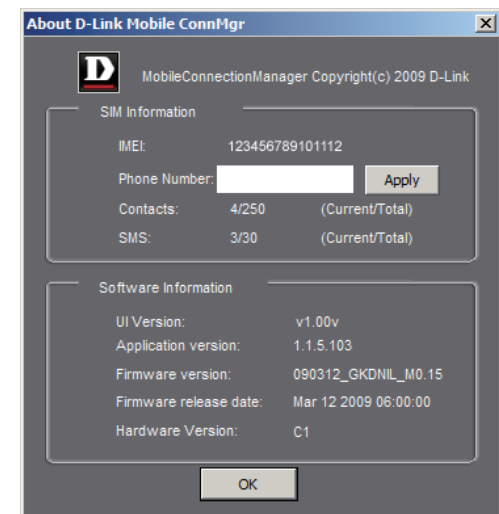 About D-Link Mobile ConnMgr
D
MobileConnectionManager Copyright(c) 2009 D-Link
SIM Information
IMEI: 123456789101112
Phone Number: Apply
Contacts: 4/250 (Current/Total)
SMS: 3/30 (Current/Total)
Software Information
UI Version: v1.00v
Application version: 1.1.5.103
Firmware version: 090312_GKDNIL_M0.15
Firmware release date: Mar 12 2009 06:00:00
Hardware Version: C1
OK